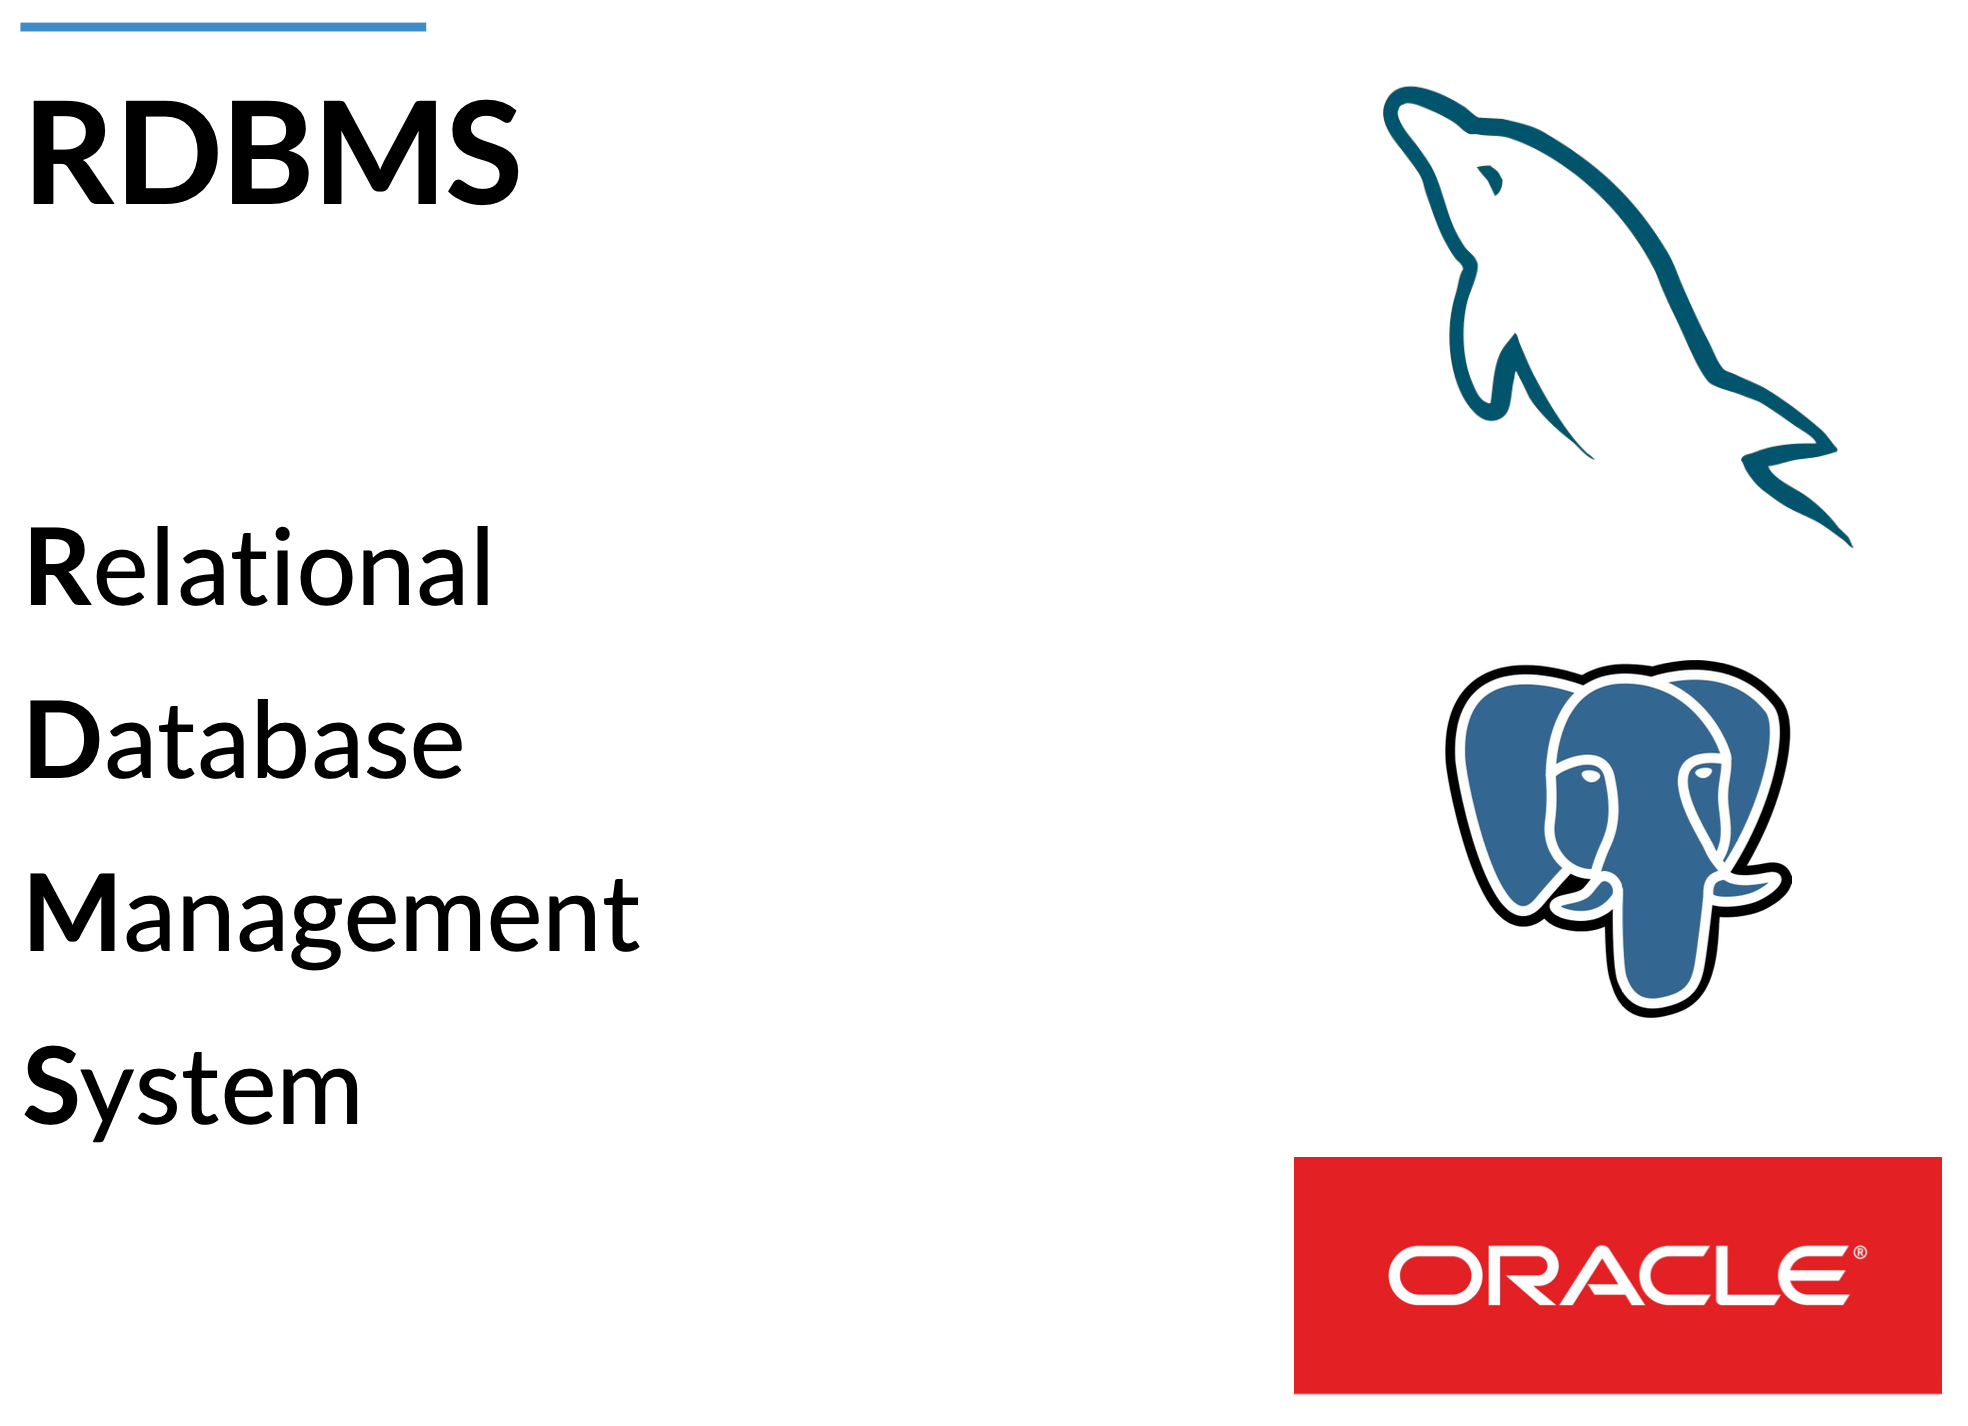 RDBMS
Relational
Database
Management
System
ORACLE®